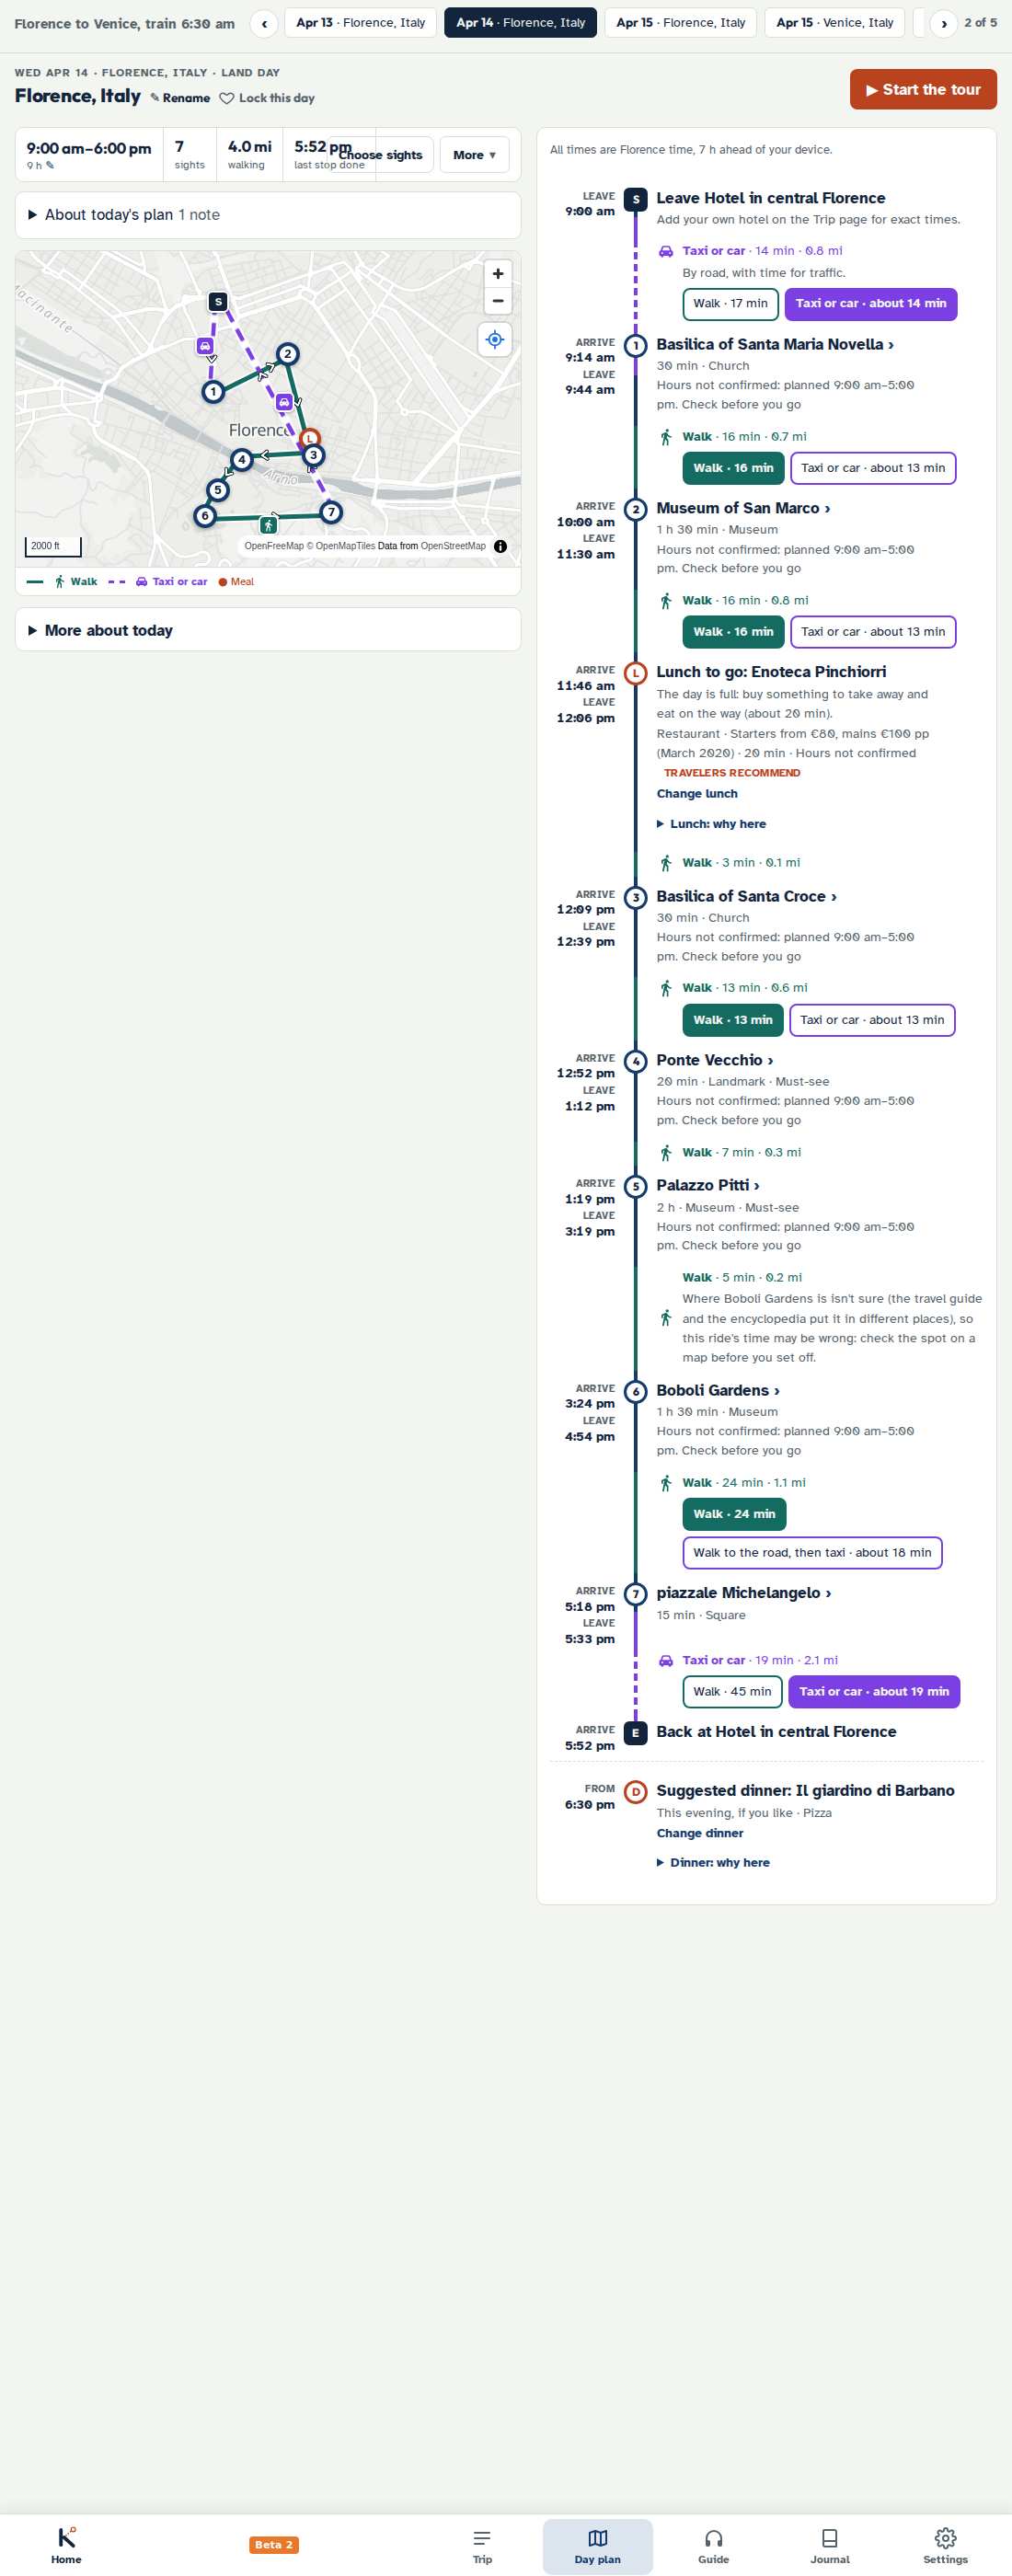 Florence to Venice, train 6:30 am
‹
Apr 13 · Florence, Italy
Apr 14 · Florence, Italy
Apr 15 · Florence, Italy
Apr 15 · Venice, Italy
›
2 of 5
WED APR 14 · FLORENCE, ITALY · LAND DAY
Florence, Italy ✎ Rename Lock this day
▶ Start the tour
9:00 am–6:00 pm
9 h ✎
7
sights
4.0 mi
walking
5:52 pm
last stop done
Choose sights
More ▾
▶ About today's plan 1 note
Macinante
S
2
1
Florence
L
3
4
Arno
5
6
7
+
−
2000 ft
OpenFreeMap © OpenMapTiles Data from OpenStreetMap
Walk
Taxi or car
Meal
▶ More about today
All times are Florence time, 7 h ahead of your device.
LEAVE
9:00 am
S
Leave Hotel in central Florence
Add your own hotel on the Trip page for exact times.
Taxi or car · 14 min · 0.8 mi
By road, with time for traffic.
Walk · 17 min
Taxi or car · about 14 min
ARRIVE
9:14 am
LEAVE
9:44 am
1
Basilica of Santa Maria Novella ›
30 min · Church
Hours not confirmed: planned 9:00 am–5:00
pm. Check before you go
Walk · 16 min · 0.7 mi
Walk · 16 min
Taxi or car · about 13 min
ARRIVE
10:00 am
LEAVE
11:30 am
2
Museum of San Marco ›
1 h 30 min · Museum
Hours not confirmed: planned 9:00 am–5:00
pm. Check before you go
Walk · 16 min · 0.8 mi
Walk · 16 min
Taxi or car · about 13 min
ARRIVE
11:46 am
LEAVE
12:06 pm
L
Lunch to go: Enoteca Pinchiorri
The day is full: buy something to take away and
eat on the way (about 20 min).
Restaurant · Starters from €80, mains €100 pp
(March 2020) · 20 min · Hours not confirmed
TRAVELERS RECOMMEND
Change lunch
▶ Lunch: why here
Walk · 3 min · 0.1 mi
ARRIVE
12:09 pm
LEAVE
12:39 pm
3
Basilica of Santa Croce ›
30 min · Church
Hours not confirmed: planned 9:00 am–5:00
pm. Check before you go
Walk · 13 min · 0.6 mi
Walk · 13 min
Taxi or car · about 13 min
ARRIVE
12:52 pm
LEAVE
1:12 pm
4
Ponte Vecchio ›
20 min · Landmark · Must-see
Hours not confirmed: planned 9:00 am–5:00
pm. Check before you go
Walk · 7 min · 0.3 mi
ARRIVE
1:19 pm
LEAVE
3:19 pm
5
Palazzo Pitti ›
2 h · Museum · Must-see
Hours not confirmed: planned 9:00 am–5:00
pm. Check before you go
Walk · 5 min · 0.2 mi
Where Boboli Gardens is isn't sure (the travel guide
and the encyclopedia put it in different places), so
this ride's time may be wrong: check the spot on a
map before you set off.
ARRIVE
3:24 pm
LEAVE
4:54 pm
6
Boboli Gardens ›
1 h 30 min · Museum
Hours not confirmed: planned 9:00 am–5:00
pm. Check before you go
Walk · 24 min · 1.1 mi
Walk · 24 min
Walk to the road, then taxi · about 18 min
ARRIVE
5:18 pm
LEAVE
5:33 pm
7
piazzale Michelangelo ›
15 min · Square
Taxi or car · 19 min · 2.1 mi
Walk · 45 min
Taxi or car · about 19 min
ARRIVE
5:52 pm
E
Back at Hotel in central Florence
FROM
6:30 pm
D
Suggested dinner: Il giardino di Barbano
This evening, if you like · Pizza
Change dinner
▶ Dinner: why here
Home
Beta 2
Trip
Day plan
Guide
Journal
Settings